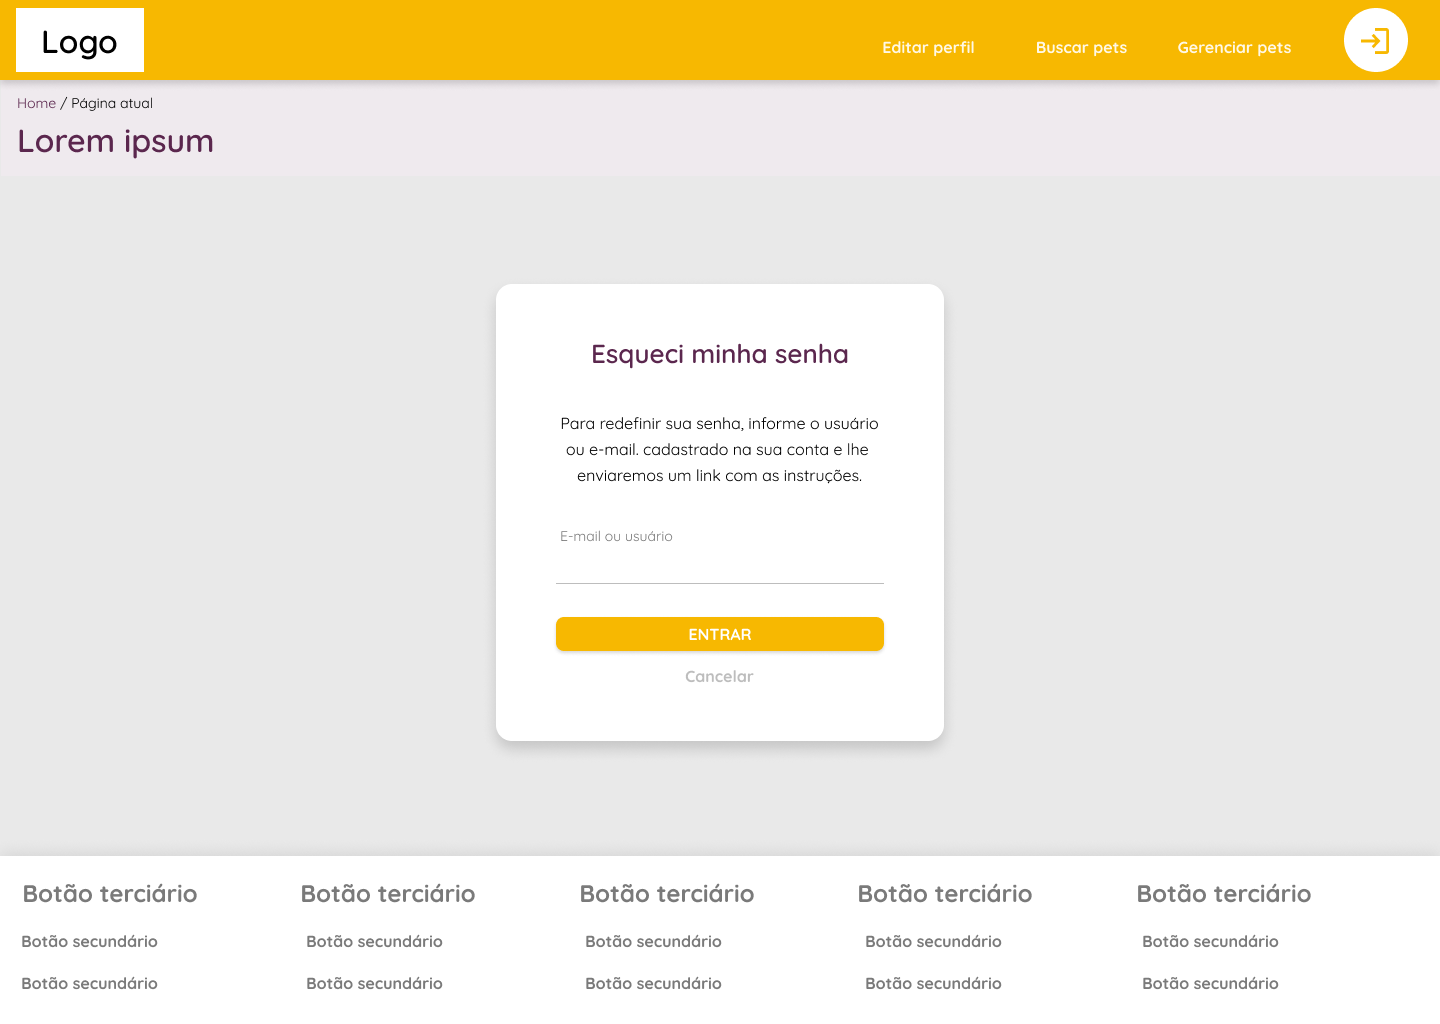 Logo
Editar perfil
Buscar pets
Gerenciar pets
Home / Página atual
Lorem ipsum
Esqueci minha senha
Para redefinir sua senha, informe o usuário
ou e-mail. cadastrado na sua conta e lhe
enviaremos um link com as instruções.
E-mail ou usuário
ENTRAR
Cancelar
Botão terciário
Botão terciário
Botão terciário
Botão terciário
Botão terciário
Botão secundário
Botão secundário
Botão secundário
Botão secundário
Botão secundário
Botão secundário
Botão secundário
Botão secundário
Botão secundário
Botão secundário